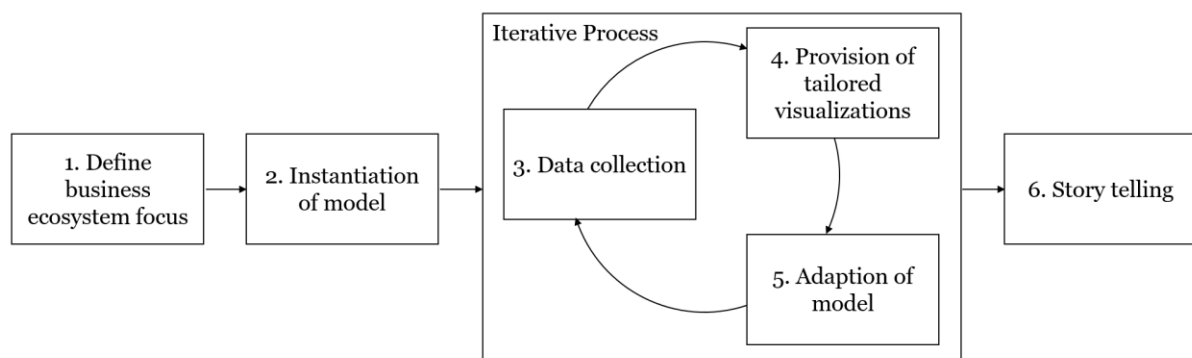 1. Define
business
ecosystem focus
2. Instantiation
of model
Iterative Process
3. Data collection
4. Provision of
tailored
visualizations
5. Adaption of
model
6. Story telling